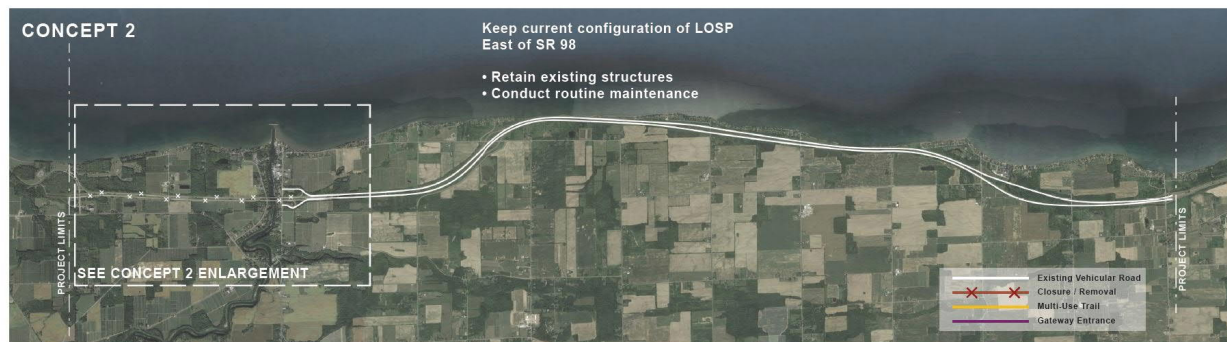 CONCEPT 2
Keep current configuration of LOSP
East of SR 98
• Retain existing structures
• Conduct routine maintenance
PROJECT LIMITS
SEE CONCEPT 2 ENLARGEMENT
PROJECT LIMITS
Existing Vehicular Road
Closure / Removal
Multi-Use Trail
Gateway Entrance